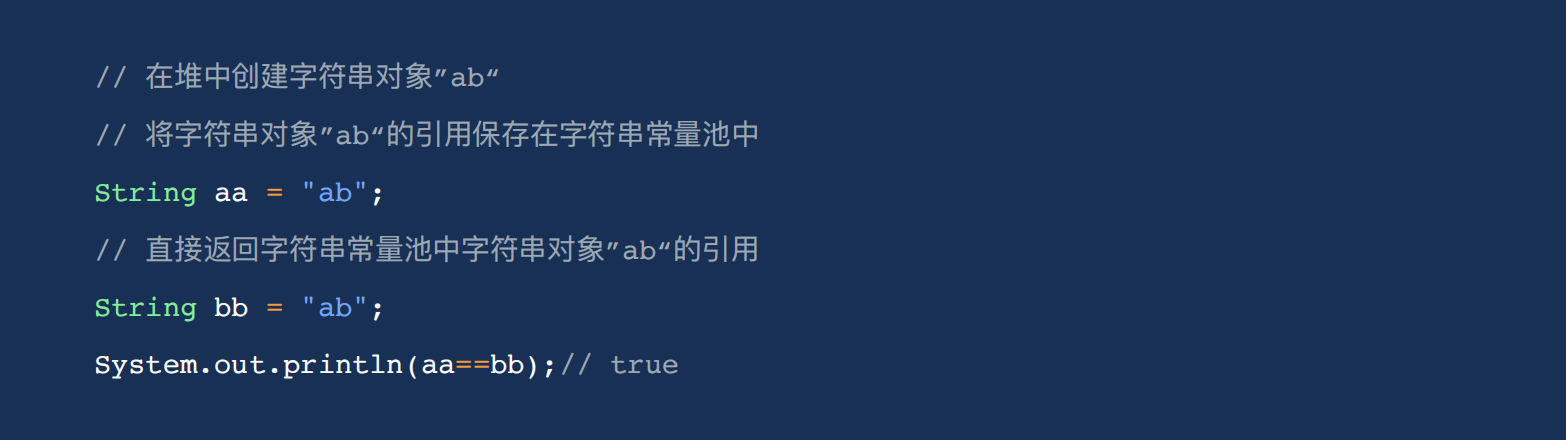 // 在堆中创建字符串对象”ab“
// 将字符串对象”ab“的引用保存在字符串常量池中
String aa = "ab";
// 直接返回字符串常量池中字符串对象”ab“的引用
String bb = "ab";
System.out.println(aa==bb);// true